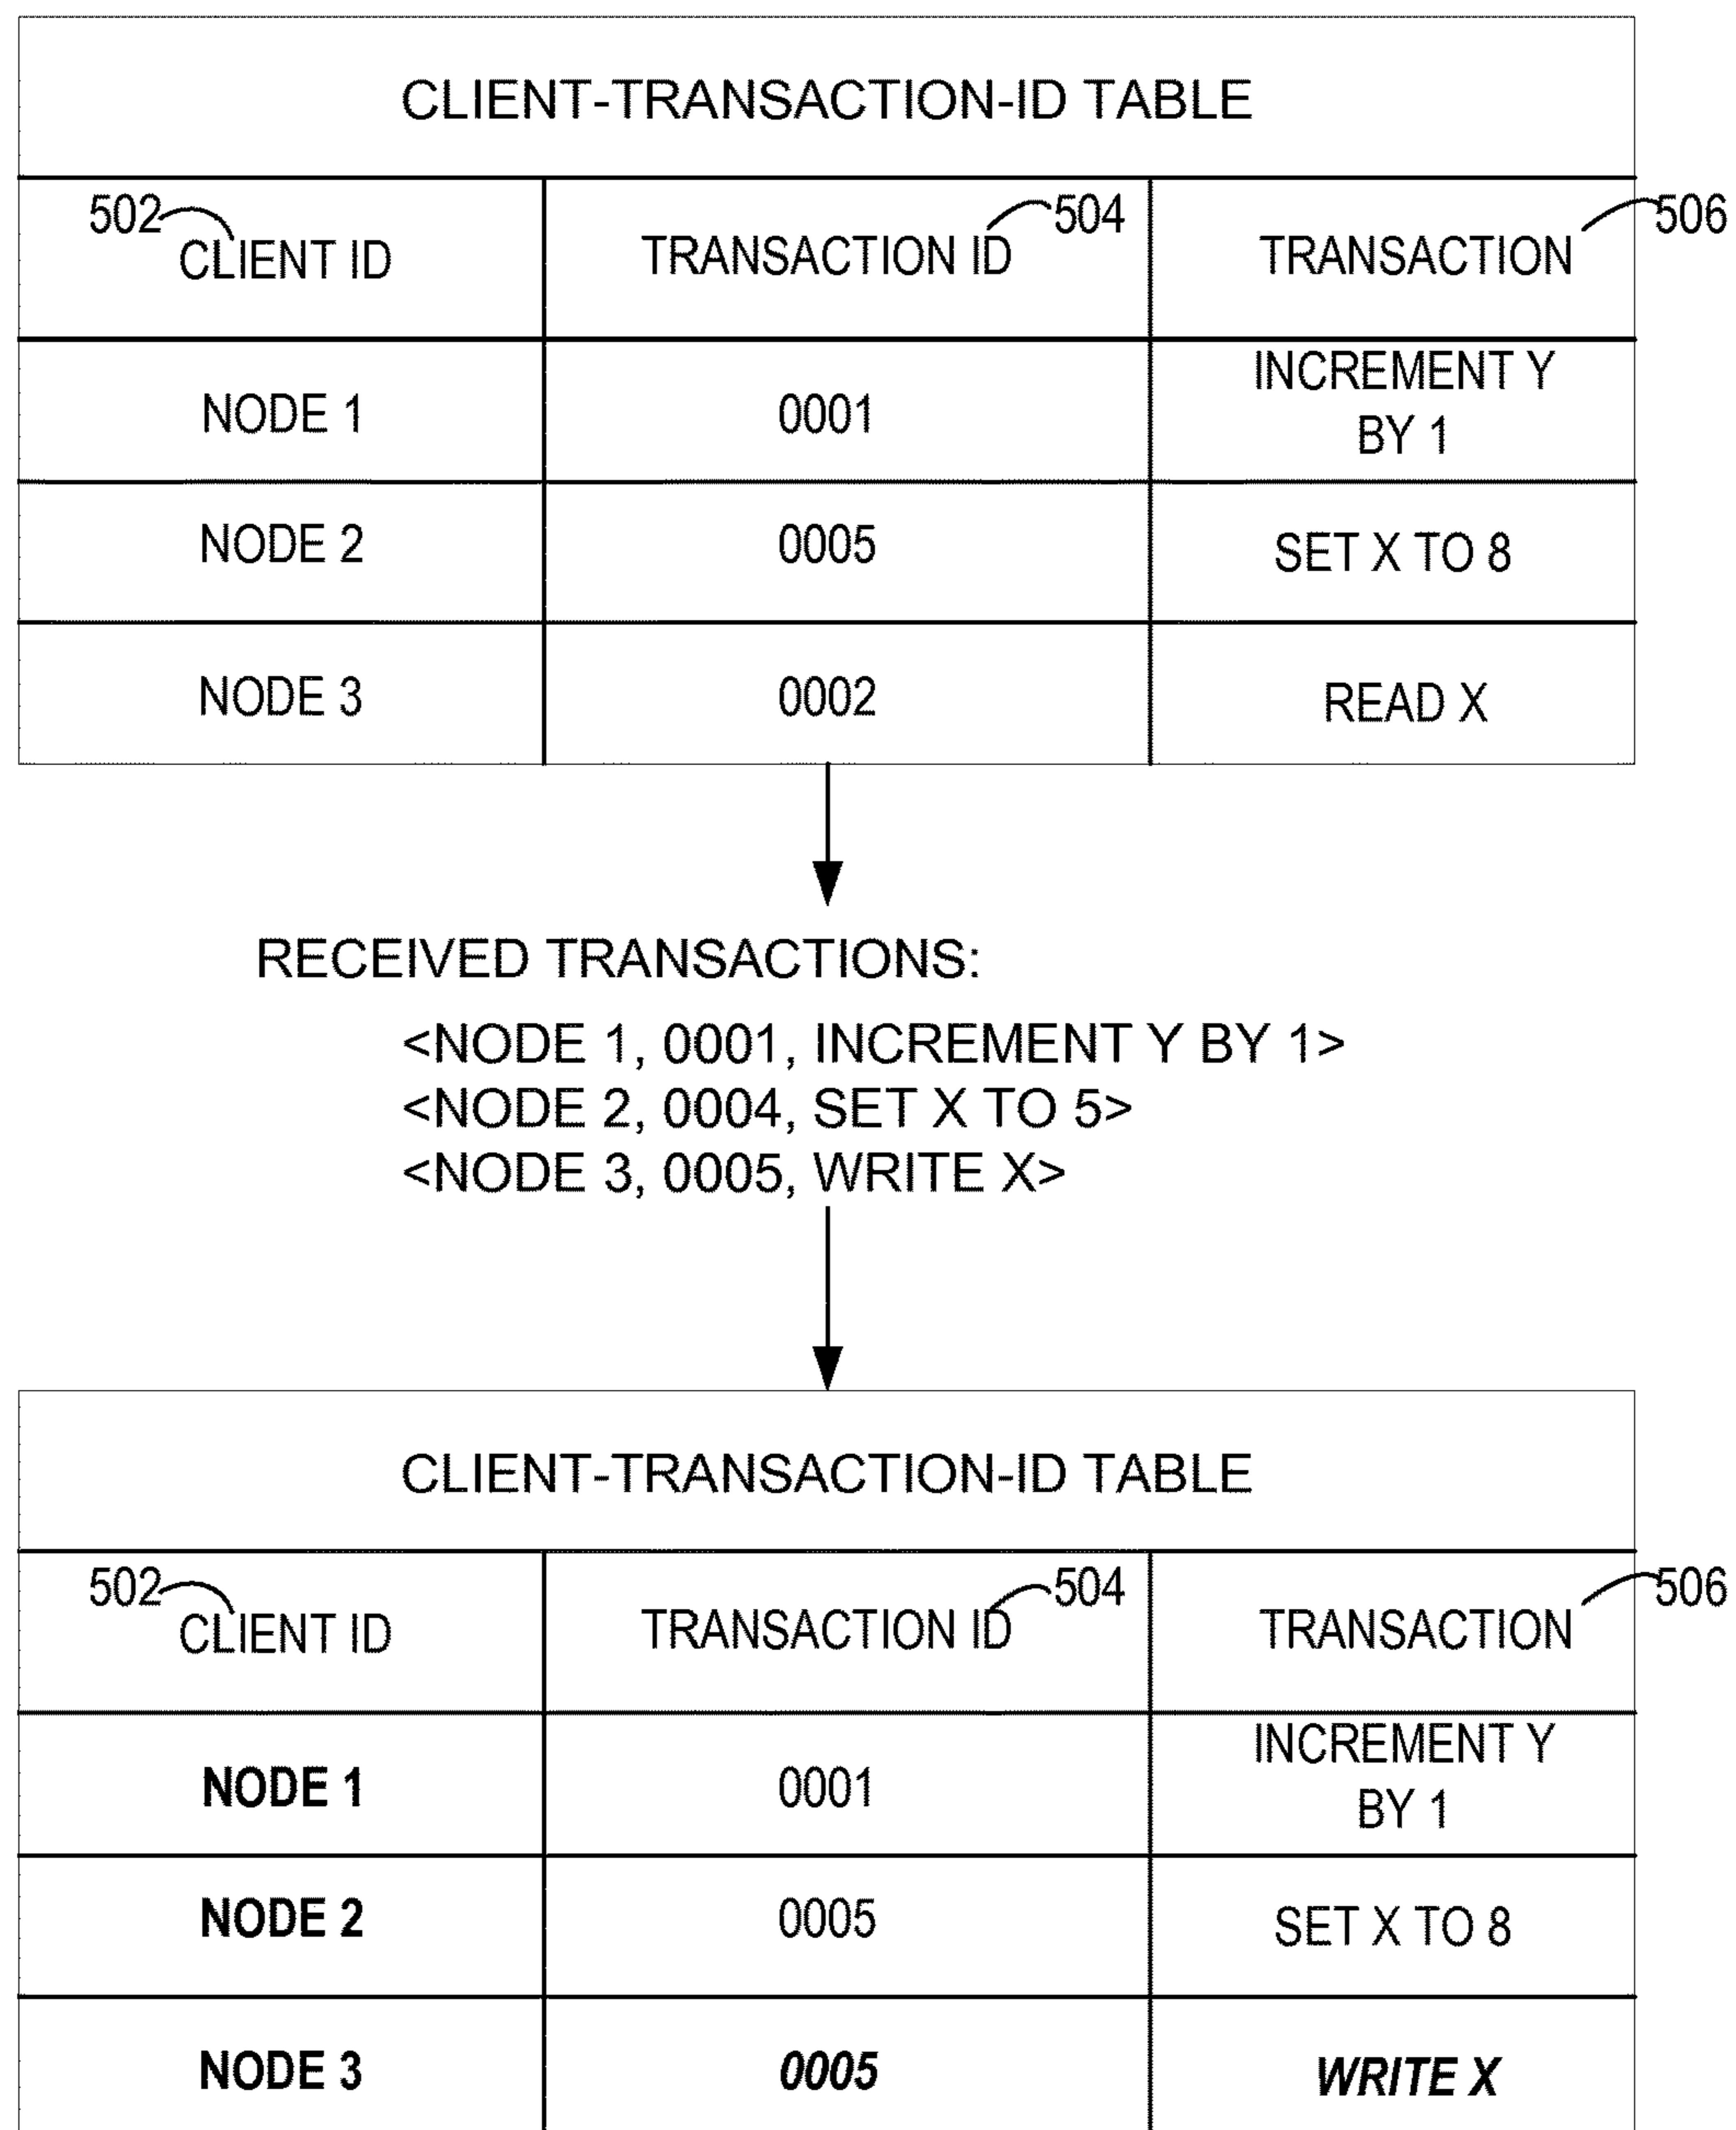 CLIENT-TRANSACTION-ID TABLE
502 CLIENT ID 504 TRANSACTION ID 506 TRANSACTION
NODE 1 0001 INCREMENT Y BY 1
NODE 2 0005 SET X TO 8
NODE 3 0002 READ X
RECEIVED TRANSACTIONS:
<NODE 1, 0001, INCREMENT Y BY 1>
<NODE 2, 0004, SET X TO 5>
<NODE 3, 0005, WRITE X>
CLIENT-TRANSACTION-ID TABLE
502 CLIENT ID 504 TRANSACTION ID 506 TRANSACTION
NODE 1 0001 INCREMENT Y BY 1
NODE 2 0005 SET X TO 8
NODE 3 0005 WRITE X